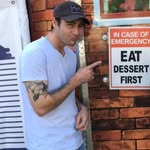 IN CASE OF
EMERGENCY
EAT
DESSERT
FIRST